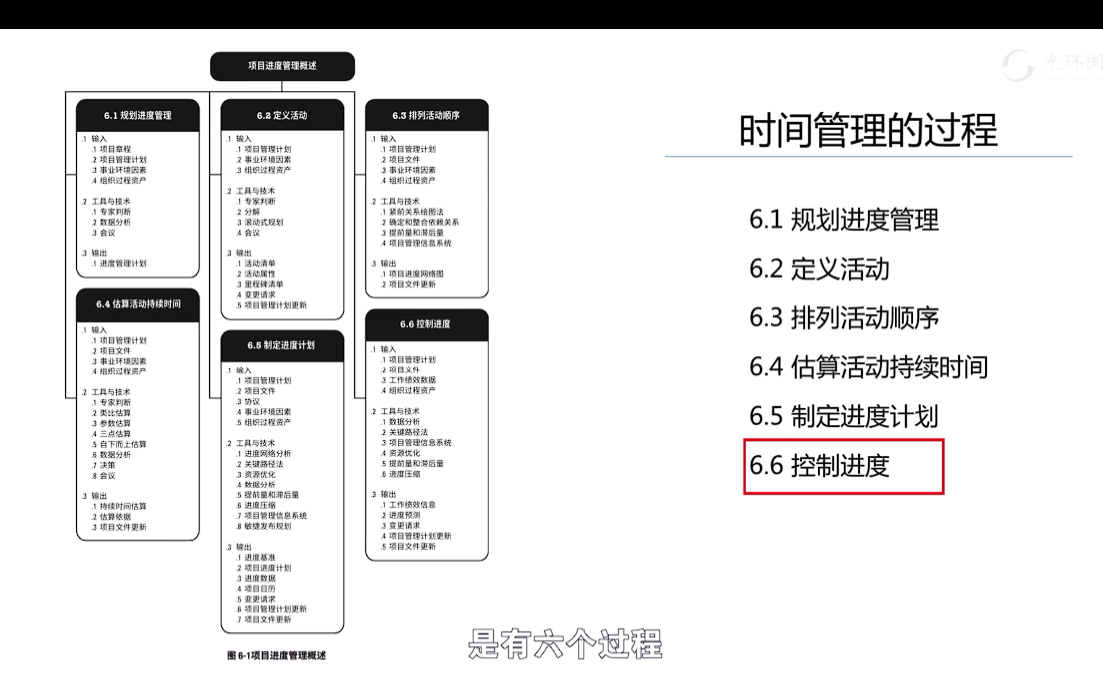 项目进度管理概述
6.1 规划进度管理
.1 输入
.1 项目章程
.2 项目管理计划
.3 事业环境因素
.4 组织过程资产
.2 工具与技术
.1 专家判断
.2 数据分析
.3 会议
.3 输出
.1 进度管理计划
6.2 定义活动
.1 输入
.1 项目管理计划
.2 事业环境因素
.3 组织过程资产
.2 工具与技术
.1 专家判断
.2 分解
.3 滚动式规划
.4 会议
.3 输出
.1 活动清单
.2 活动属性
.3 里程碑清单
.4 变更请求
.5 项目管理计划更新
6.3 排列活动顺序
.1 输入
.1 项目管理计划
.2 项目文件
.3 事业环境因素
.4 组织过程资产
.2 工具与技术
.1 紧前关系绘图法
.2 确定和整合依赖关系
.3 提前量和滞后量
.4 项目管理信息系统
.3 输出
.1 项目进度网络图
.2 项目文件更新
6.4 估算活动持续时间
.1 输入
.1 项目管理计划
.2 项目文件
.3 事业环境因素
.4 组织过程资产
.2 工具与技术
.1 专家判断
.2 类比估算
.3 参数估算
.4 三点估算
.5 自下而上估算
.6 数据分析
.7 决策
.8 会议
.3 输出
.1 持续时间估算
.2 估算依据
.3 项目文件更新
6.5 制定进度计划
.1 输入
.1 项目管理计划
.2 项目文件
.3 协议
.4 事业环境因素
.5 组织过程资产
.2 工具与技术
.1 进度网络分析
.2 关键路径法
.3 资源优化
.4 数据分析
.5 提前量和滞后量
.6 进度压缩
.7 项目管理信息系统
.8 敏捷发布规划
.3 输出
.1 进度基准
.2 项目进度计划
.3 进度数据
.4 项目日历
.5 变更请求
.6 项目管理计划更新
.7 项目文件更新
6.6 控制进度
.1 输入
.1 项目管理计划
.2 项目文件
.3 工作绩效数据
.4 组织过程资产
.2 工具与技术
.1 数据分析
.2 关键路径法
.3 项目管理信息系统
.4 资源优化
.5 提前量和滞后量
.6 进度压缩
.3 输出
.1 工作绩效信息
.2 进度预测
.3 变更请求
.4 项目管理计划更新
.5 项目文件更新
图 6-1项目进度管理概述
光环国
时间管理的过程
6.1 规划进度管理
6.2 定义活动
6.3 排列活动顺序
6.4 估算活动持续时间
6.5 制定进度计划
6.6 控制进度
是有六个过程